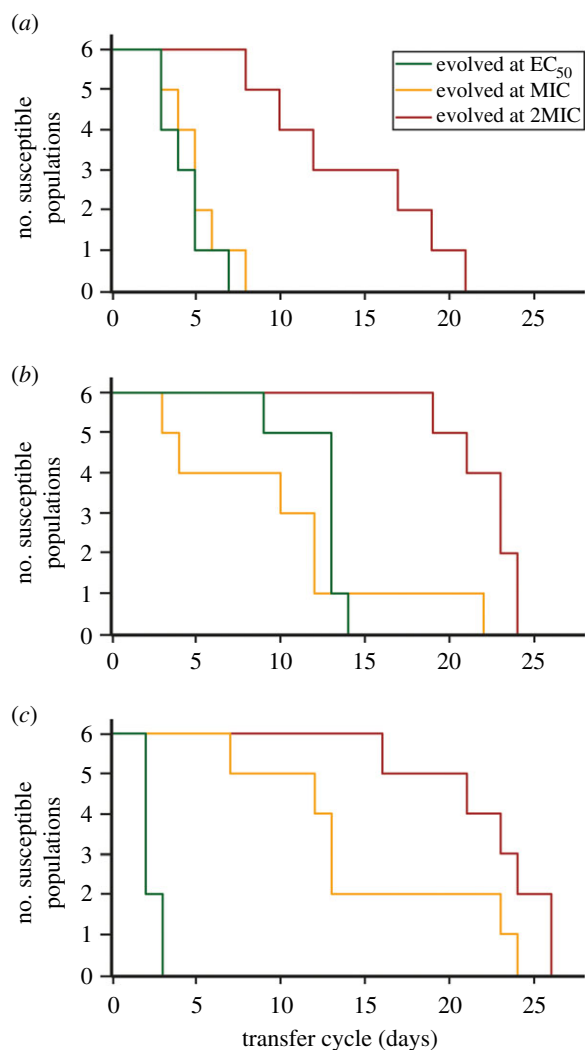 (a)
6
5
4
3
2
1
0
no. susceptible
populations
evolved at EC50
evolved at MIC
evolved at 2MIC
0 5 10 15 20 25
(b)
6
5
4
3
2
1
0
no. susceptible
populations
0 5 10 15 20 25
(c)
6
5
4
3
2
1
0
no. susceptible
populations
0 5 10 15 20 25
transfer cycle (days)